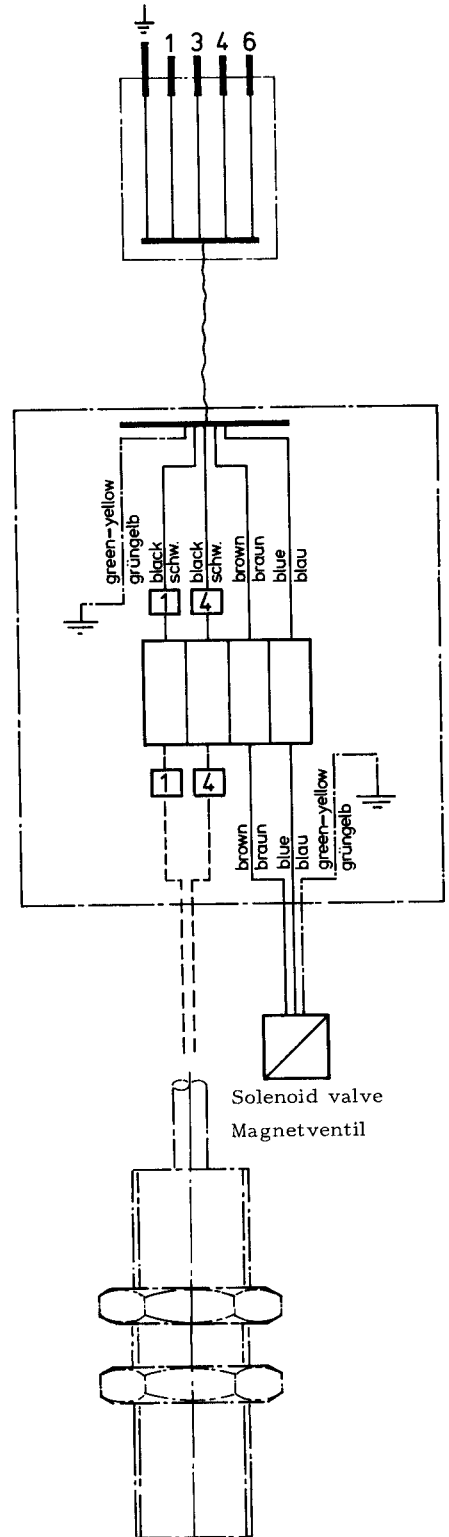 1 3 4 6
green-yellow
grüngelb
black
schw.
black
schw.
brown
braun
blue
blau
1 4
1 4
brown
braun
blue
blau
green-yellow
grüngelb
Solenoid valve
Magnetventil